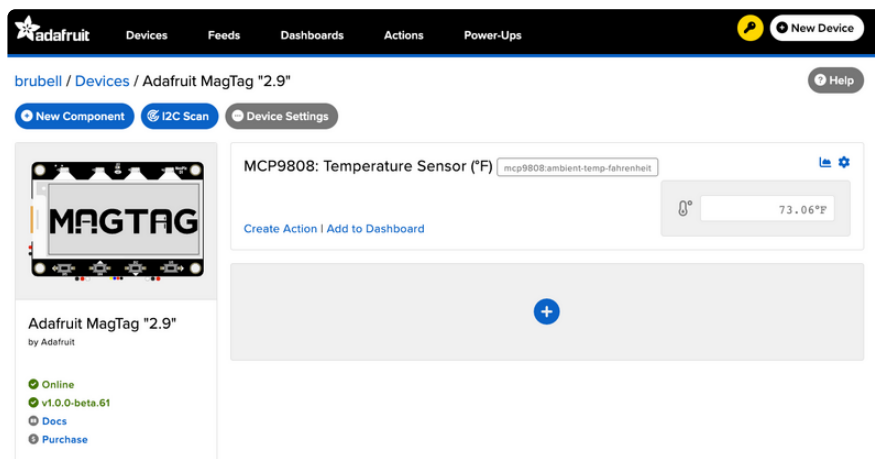 adafruit Devices Feeds Dashboards Actions Power-Ups New Device
brubell / Devices / Adafruit MagTag "2.9" Help
New Component I2C Scan Device Settings
MCP9808: Temperature Sensor (°F) mcp9808:ambient-temp-fahrenheit
73.06°F
Create Action | Add to Dashboard
MAGTAG
Adafruit MagTag "2.9"
by Adafruit
Online
v1.0.0-beta.61
Docs
Purchase